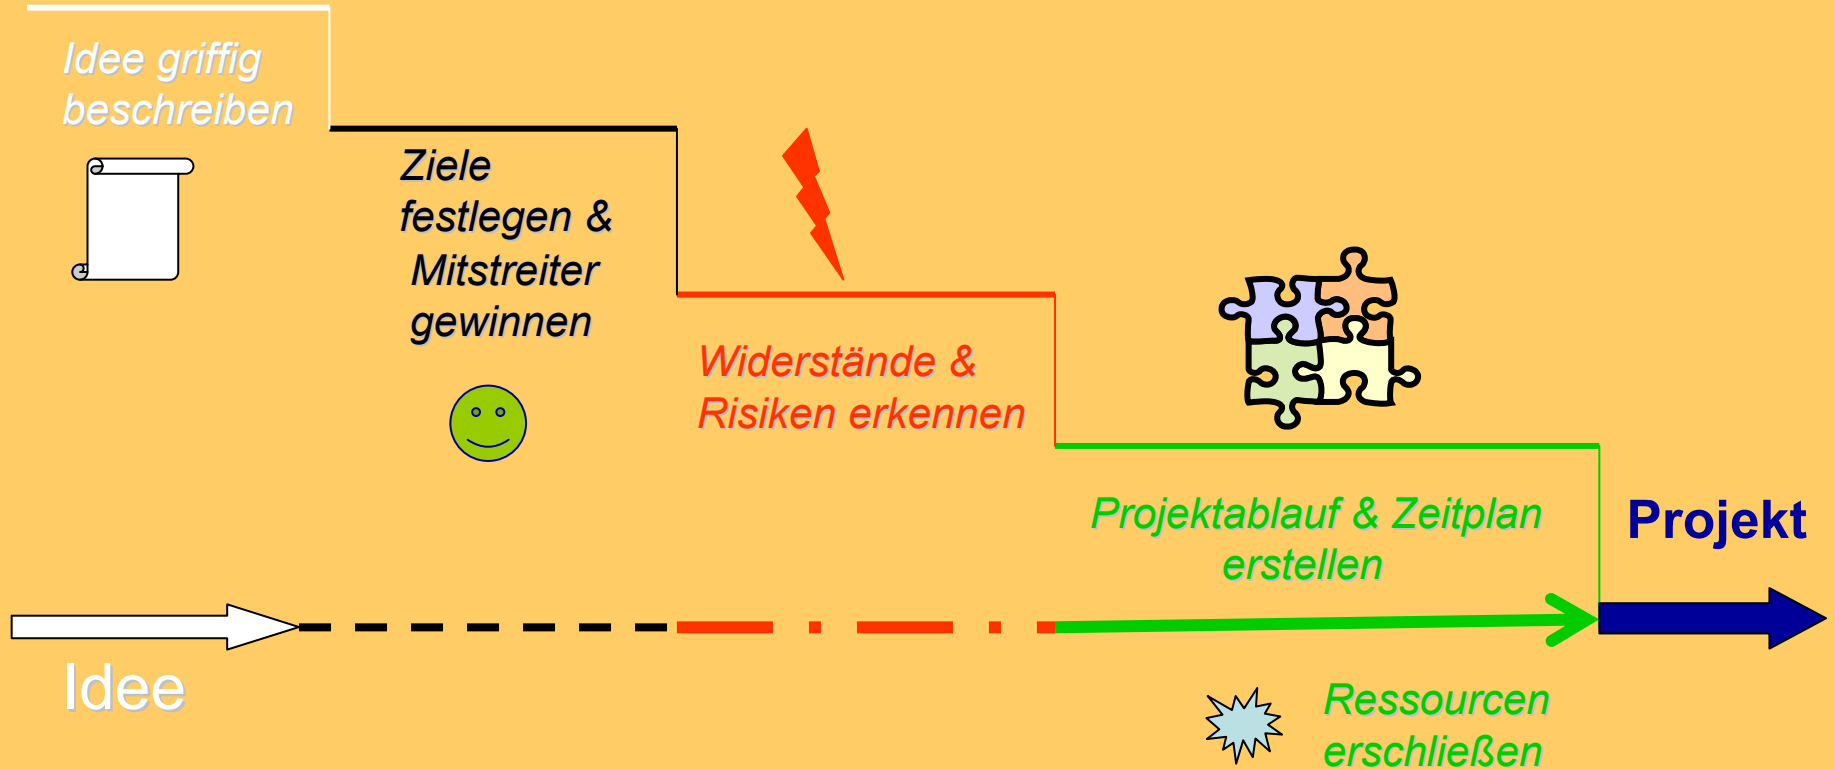 Idee griffig
beschreiben
Ziele
festlegen &
Mitstreiter
gewinnen
Widerstände &
Risiken erkennen
Projektablauf & Zeitplan
erstellen
Projekt
Idee
Ressourcen
erschließen